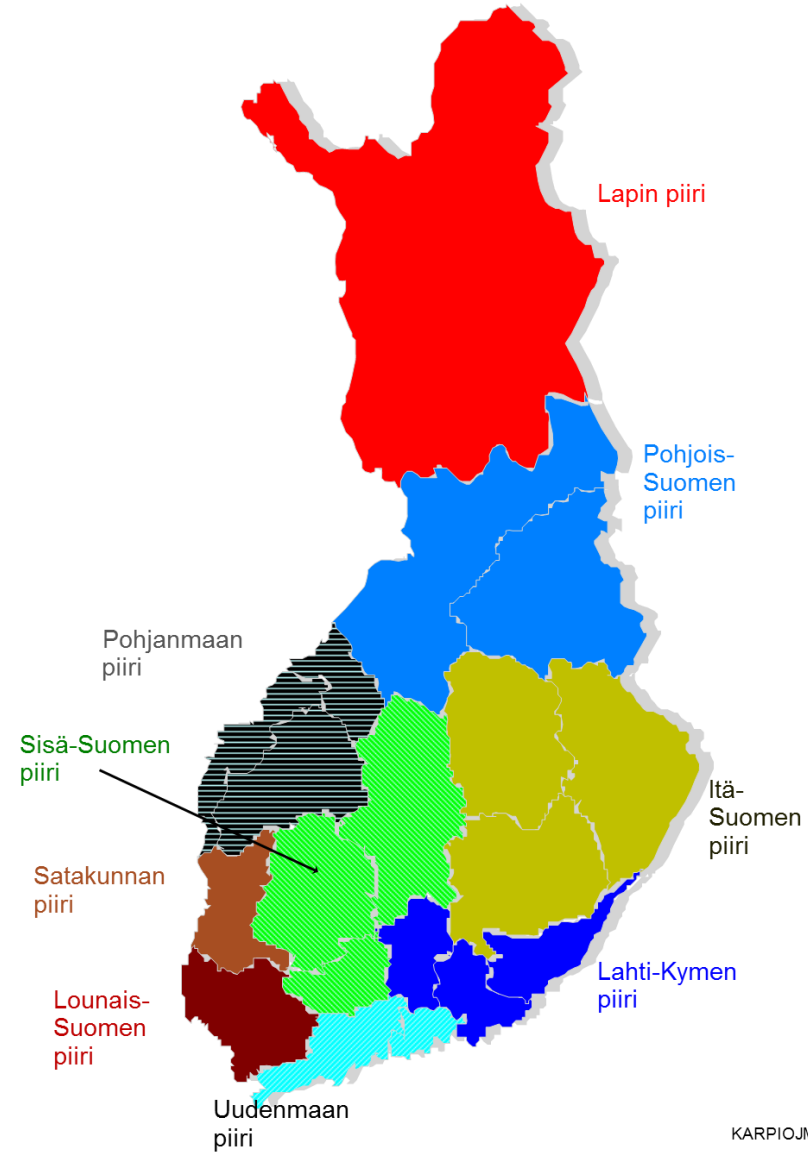 Lapin piiri
Pohjois-
Suomen
piiri
Pohjanmaan
piiri
Sisä-Suomen
piiri
Itä-
Suomen
piiri
Satakunnan
piiri
Lahti-Kymen
piiri
Lounais-
Suomen
piiri
Uudenmaan
piiri
KARPIOJM